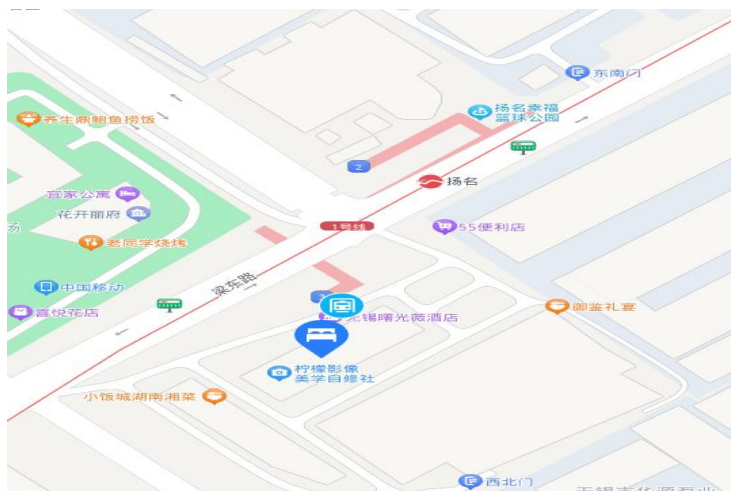 东南门
扬名幸福
篮球公园
养生鼎鲍鱼捞饭
2
扬名
宜家公寓
花开丽府
场
1号线
55便利店
老同学烧烤
梁东路
中国移动
喜悦花店
无锡曙光薇酒店
御鉴礼宴
柠檬影像
美学自修社
小饭城湖南湘菜
西北门